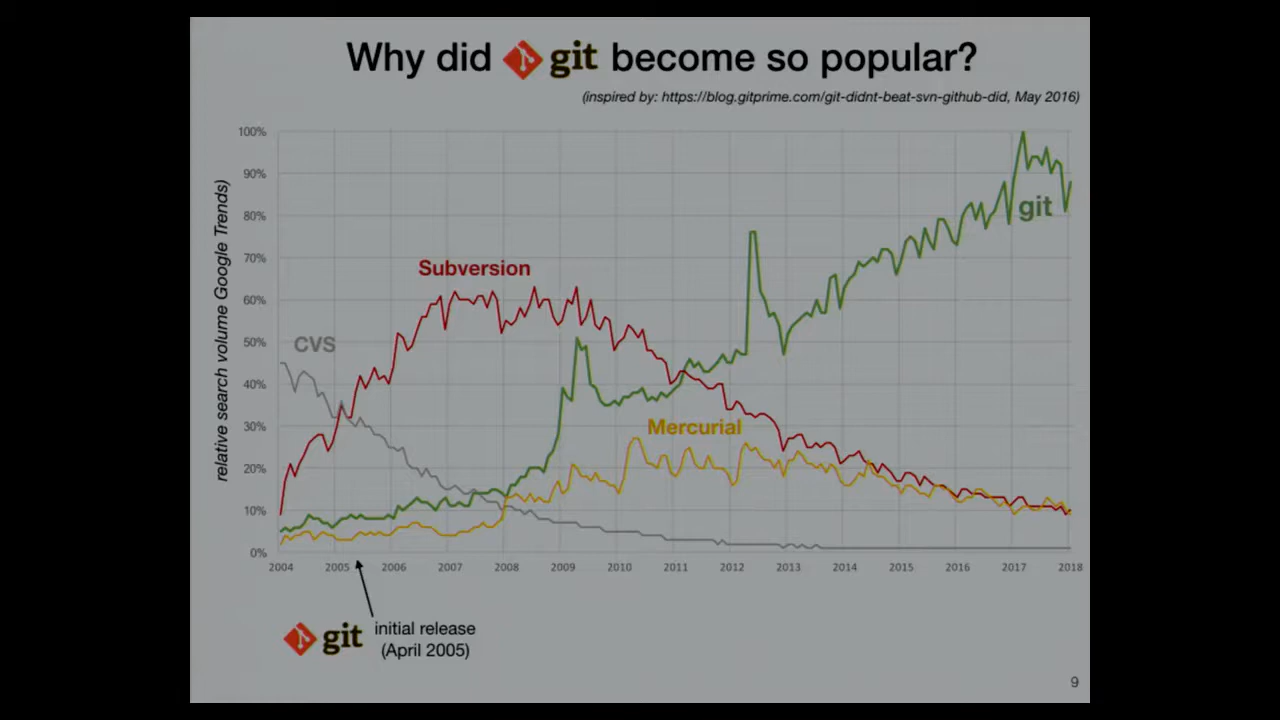 Why did git become so popular?
(inspired by: https://blog.gitprime.com/git-didnt-beat-svn-github-did, May 2016)
relative search volume Google Trends)
100%
90%
80%
70%
60%
50%
40%
30%
20%
10%
0%
git
Subversion
CVS
Mercurial
2004 2005 2006 2007 2008 2009 2010 2011 2012 2013 2014 2015 2016 2017 2018
git initial release
(April 2005)
9